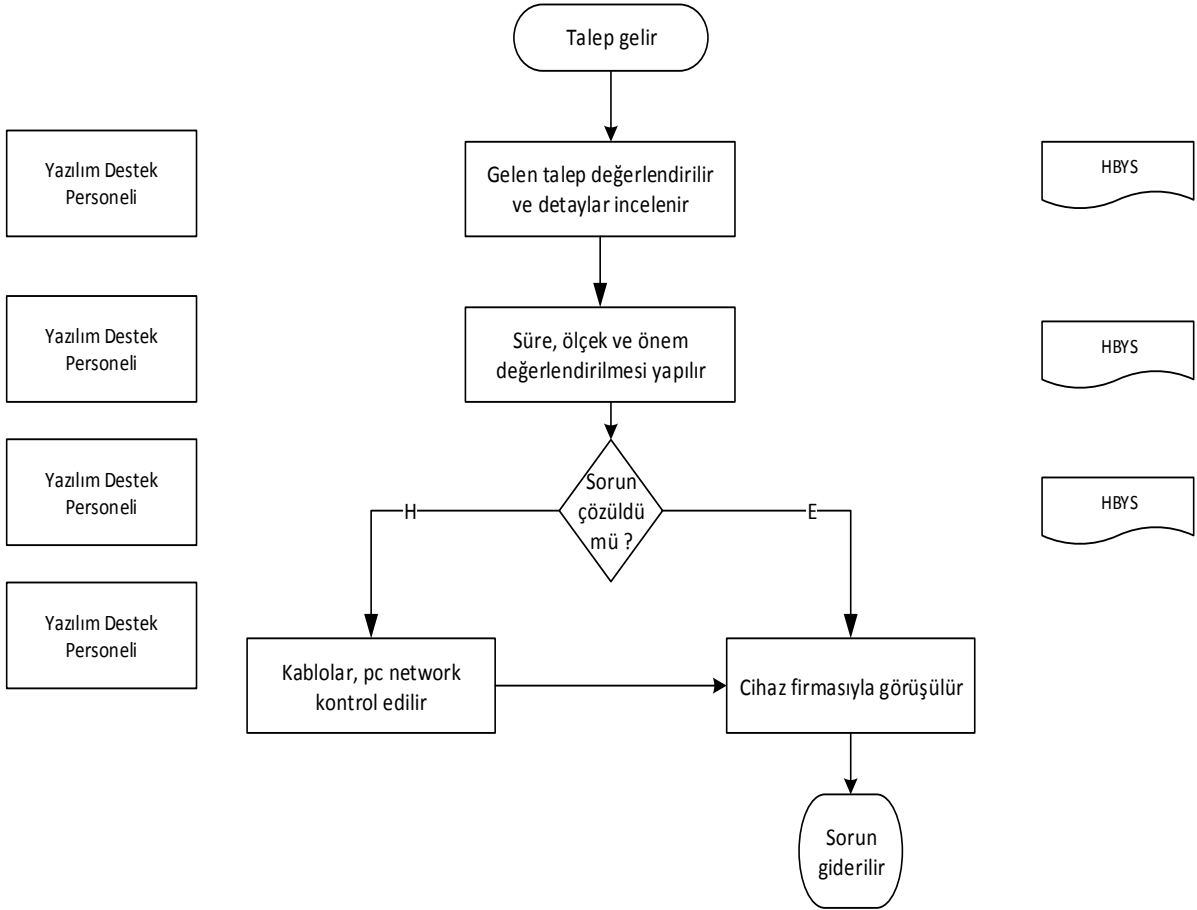 Talep gelir
Yazılım Destek
Personeli
Gelen talep değerlendirilir
ve detaylar incelenir
HBYS
Yazılım Destek
Personeli
Süre, ölçek ve önem
değerlendirilmesi yapılır
HBYS
Yazılım Destek
Personeli
Sorun
çözüldü
mü ?
H
E
HBYS
Yazılım Destek
Personeli
Kablolar, pc network
kontrol edilir
Cihaz firmasıyla görüşülür
Sorun
giderilir